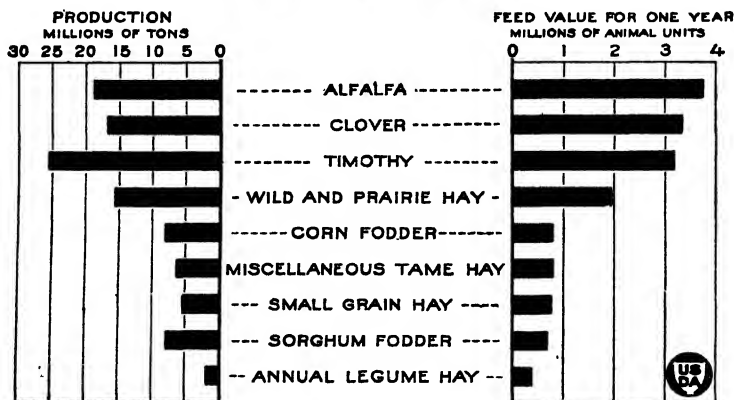 PRODUCTION
MILLIONS OF TONS
30 25 20 15 10 5 0
FEED VALUE FOR ONE YEAR
MILLIONS OF ANIMAL UNITS
0 1 2 3 4
ALFALFA
CLOVER
TIMOTHY
WILD AND PRAIRIE HAY
CORN FODDER
MISCELLANEOUS TAME HAY
SMALL GRAIN HAY
SORGHUM FODDER
ANNUAL LEGUME HAY
US
DA